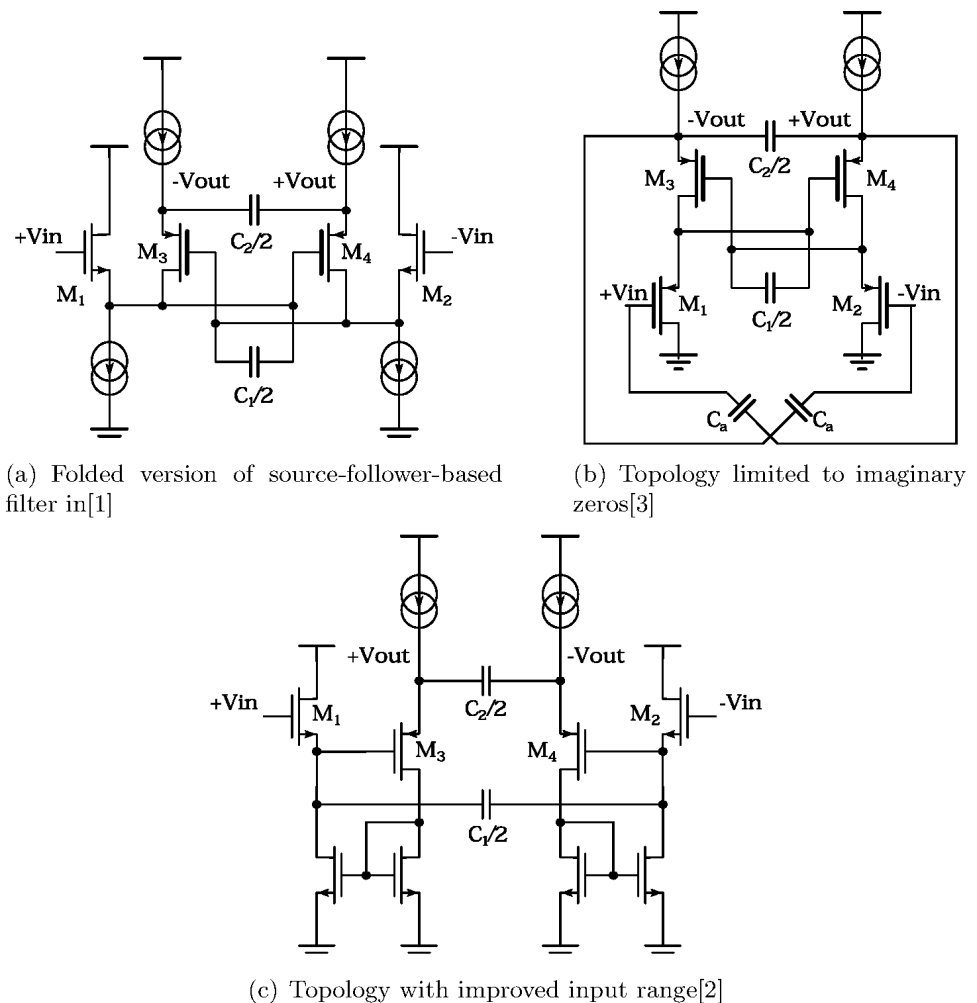 -Vout +Vout
+Vin M₃ C₂/2 M₄ -Vin
M₁ M₂
C₁/2
(a) Folded version of source-follower-based
filter in[1]
-Vout +Vout
M₃ C₂/2 M₄
+Vin M₁ C₁/2 M₂ -Vin
Cₐ Cₐ
(b) Topology limited to imaginary
zeros[3]
+Vout -Vout
+Vin M₁ C₂/2 M₂ -Vin
M₃ M₄
C₁/2
(c) Topology with improved input range[2]